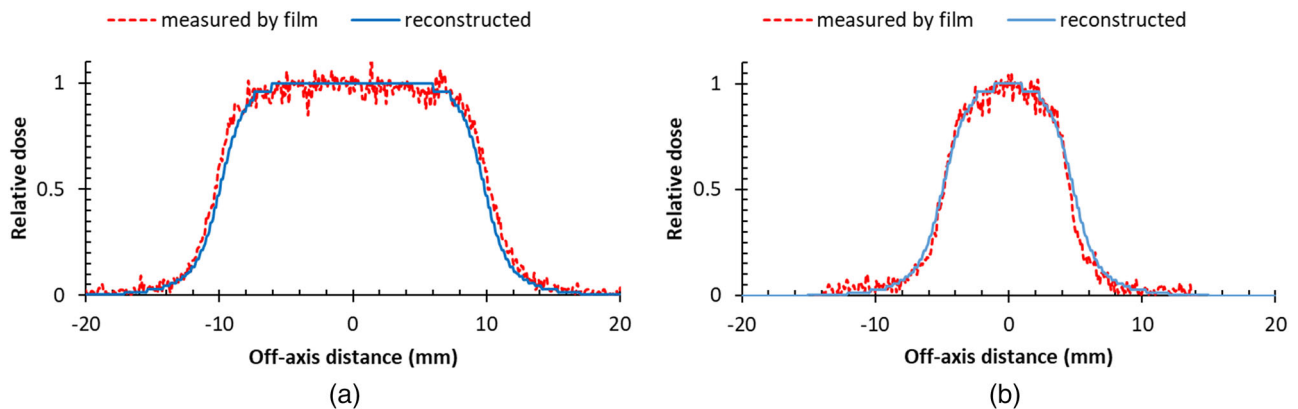 measured by film
reconstructed
Relative dose
1
0.5
0
-20
-10
0
10
20
Off-axis distance (mm)
(a)
measured by film
reconstructed
Relative dose
1
0.5
0
-20
-10
0
10
20
Off-axis distance (mm)
(b)